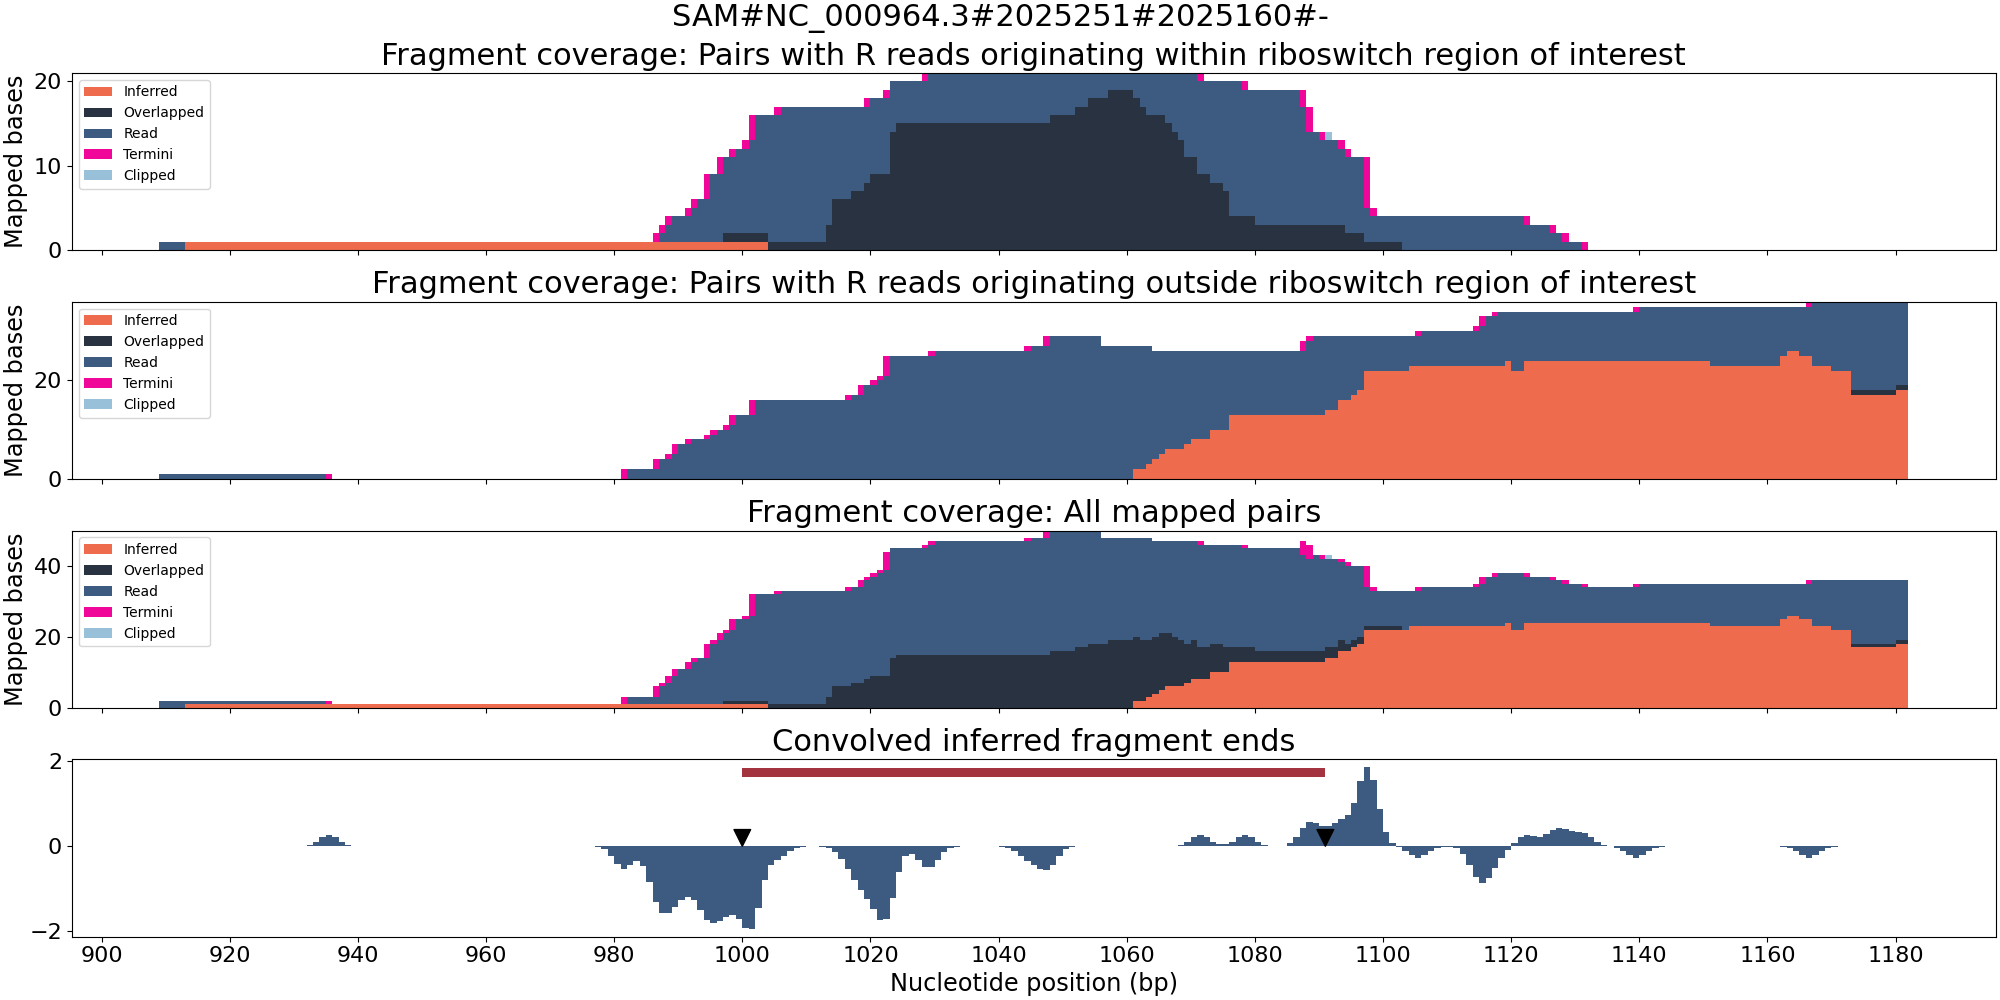 SAM#NC_000964.3#2025251#2025160#-
Fragment coverage: Pairs with R reads originating within riboswitch region of interest
Mapped bases
20
10
0
Inferred
Overlapped
Read
Termini
Clipped
Fragment coverage: Pairs with R reads originating outside riboswitch region of interest
Mapped bases
20
0
Inferred
Overlapped
Read
Termini
Clipped
Fragment coverage: All mapped pairs
Mapped bases
40
20
0
Inferred
Overlapped
Read
Termini
Clipped
Convolved inferred fragment ends
2
0
−2
900 920 940 960 980 1000 1020 1040 1060 1080 1100 1120 1140 1160 1180
Nucleotide position (bp)